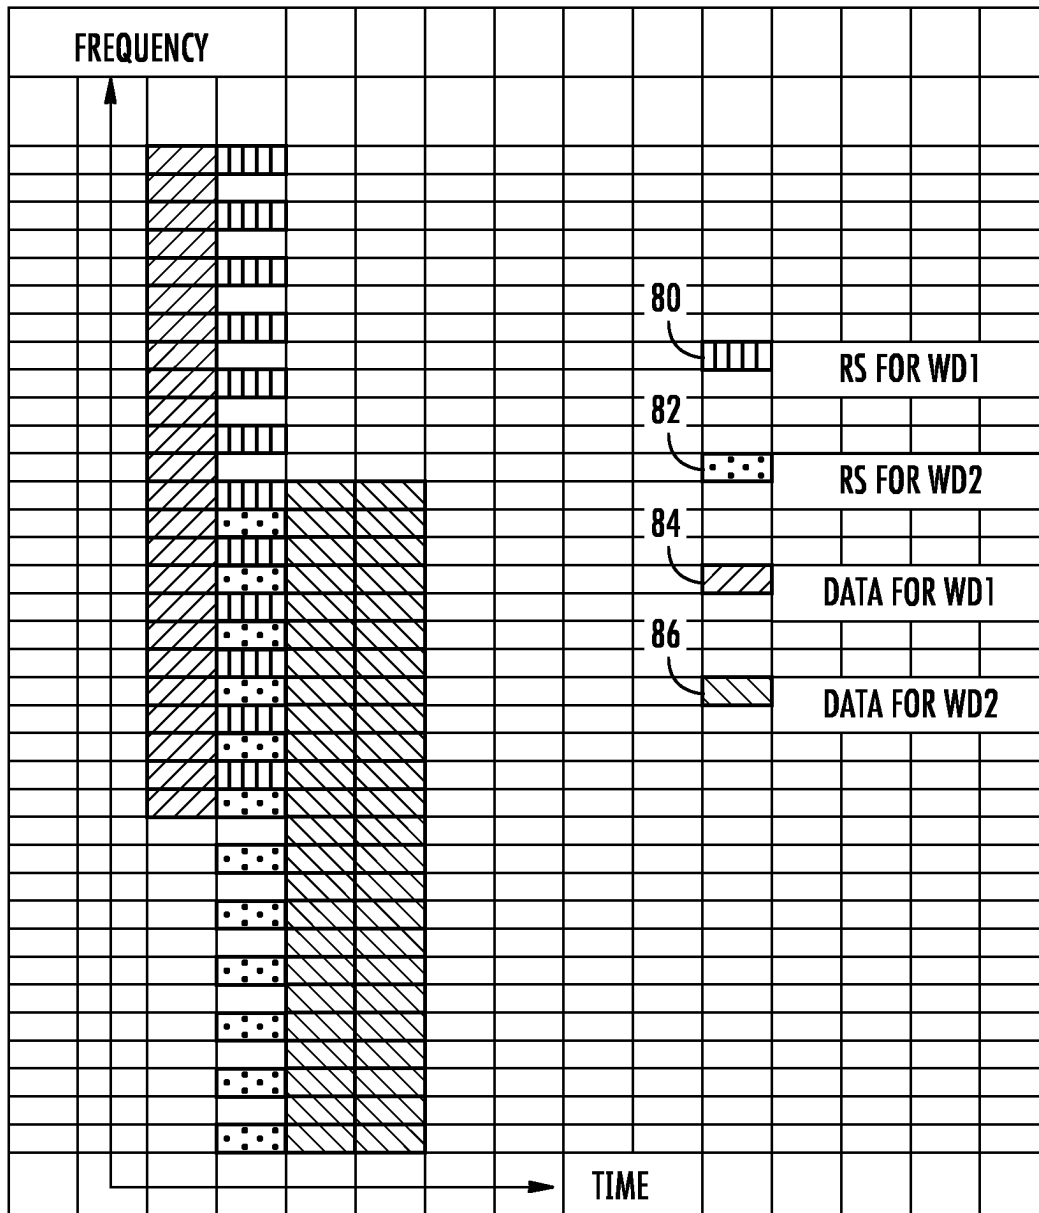 FREQUENCY
80
RS FOR WD1
82
RS FOR WD2
84
DATA FOR WD1
86
DATA FOR WD2
TIME